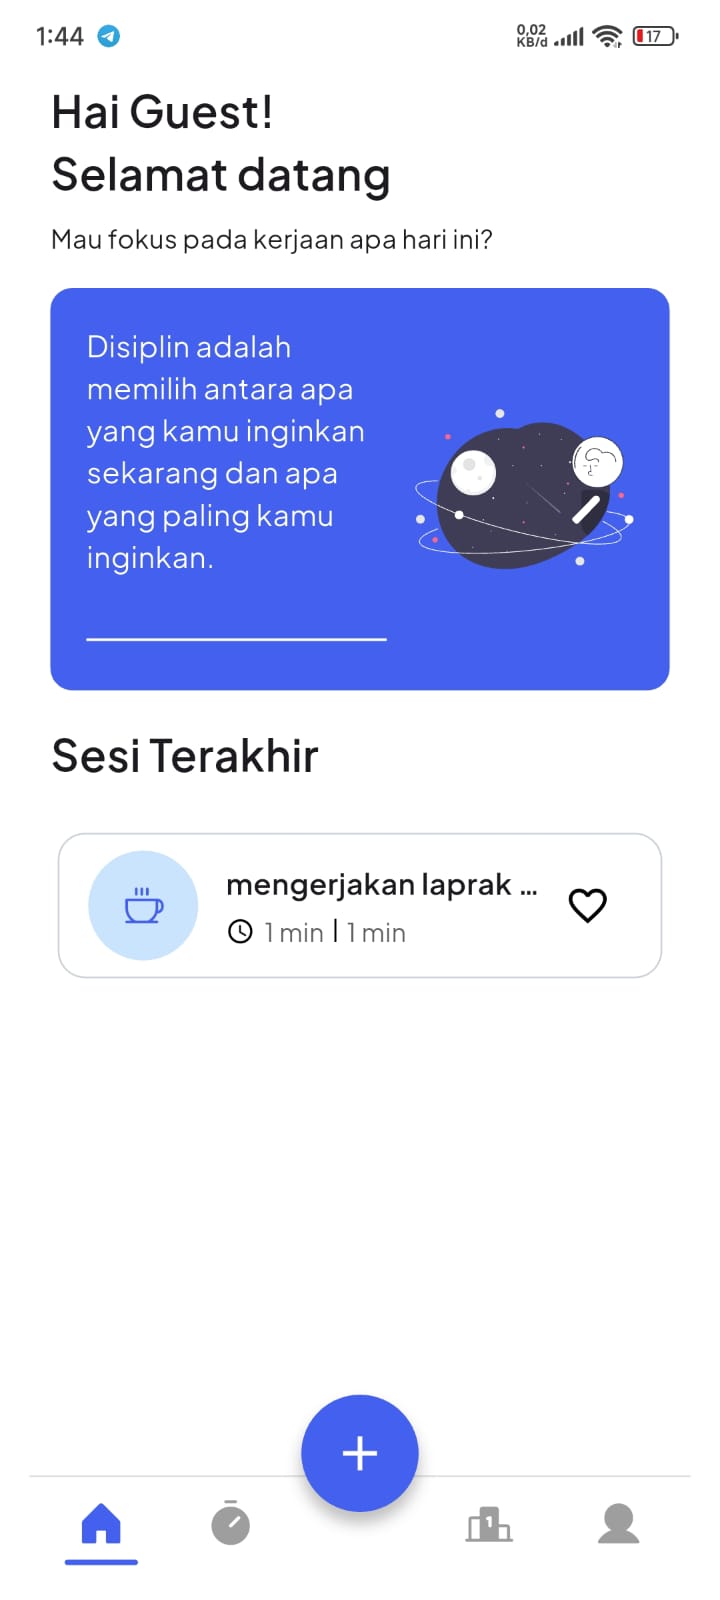 1:44
0,02
KB/d
17
Hai Guest!
Selamat datang
Mau fokus pada kerjaan apa hari ini?
Disiplin adalah
memilih antara apa
yang kamu inginkan
sekarang dan apa
yang paling kamu
inginkan.
Sesi Terakhir
mengerjakan laprak ...
1 min | 1 min
1